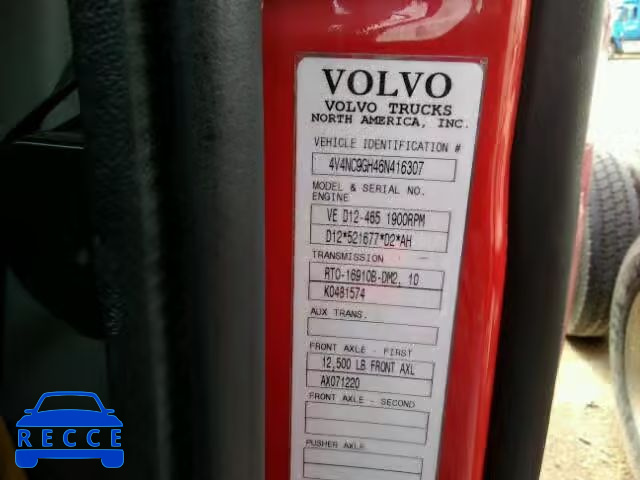 VOLVO
VOLVO TRUCKS
NORTH AMERICA, INC.
VEHICLE IDENTIFICATION #
4V4NC9GH46N416307
MODEL & SERIAL NO.
ENGINE
VE D12-465 1900RPM
D12*521677*D2*AH
TRANSMISSION
RTO-16910B-DM2, 10
K0481574
AUX TRANS.
FRONT AXLE - FIRST
12,500 LB FRONT AXL
AX071220
FRONT AXLE - SECOND
PUSHER AXLE
RECCE